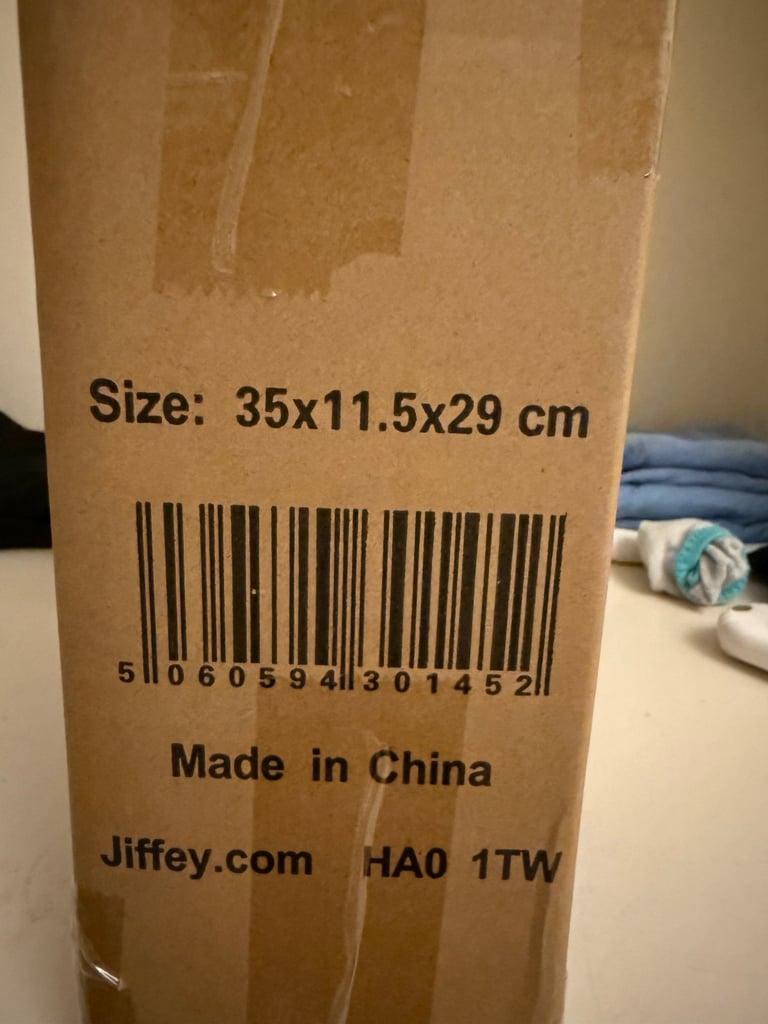 Size: 35x11.5x29 cm
5 060594 301452
Made in China
Jiffey.com HA0 1TW